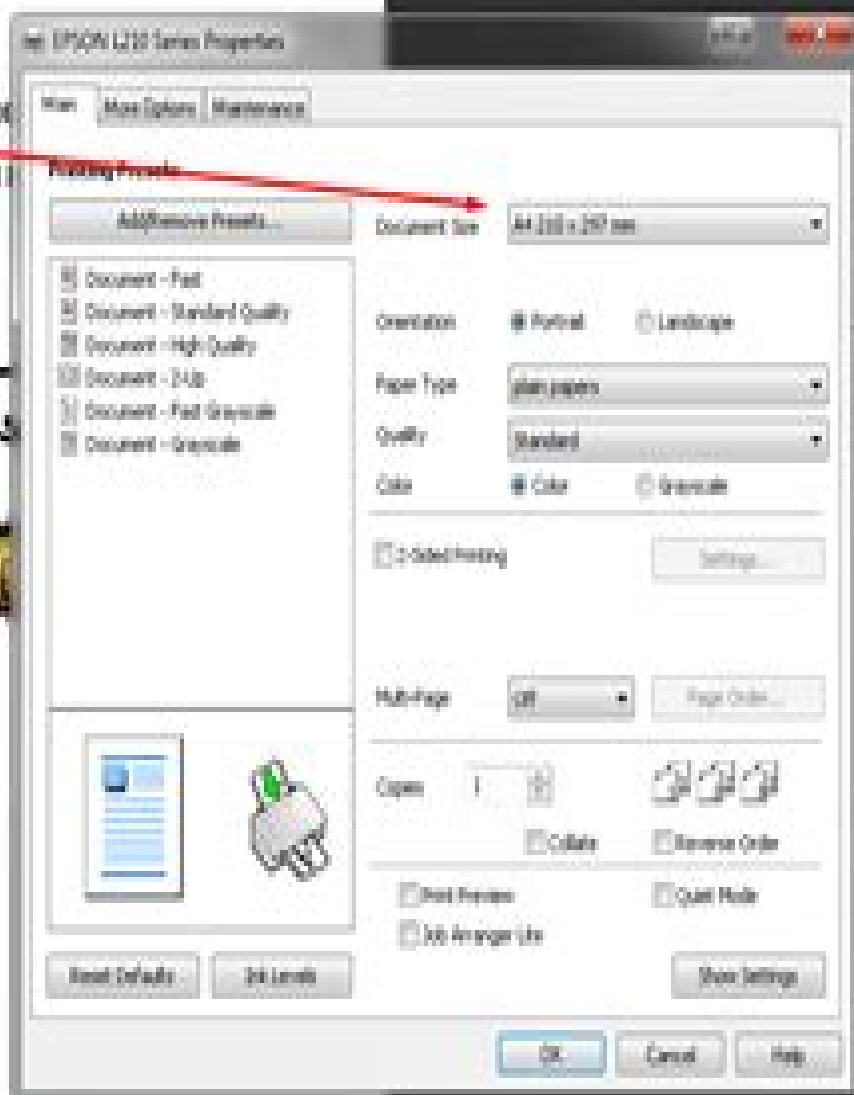 EPSON L210 Series Properties
Main More Options Maintenance
Printing Presets
Add/Remove Presets...
Document - Fast
Document - Standard Quality
Document - High Quality
Document - 2-Up
Document - Fast Grayscale
Document - Grayscale
Reset Defaults Ink Levels
Document Size A4 210 x 297 mm
Orientation Portrait Landscape
Paper Type plain papers
Quality Standard
Color Color Grayscale
2-Sided Printing Settings...
Multi-Page Off Page Order...
Copies 1
Collate Reverse Order
Print Preview Quiet Mode
Job Arranger Lite
Show Settings
OK Cancel Help